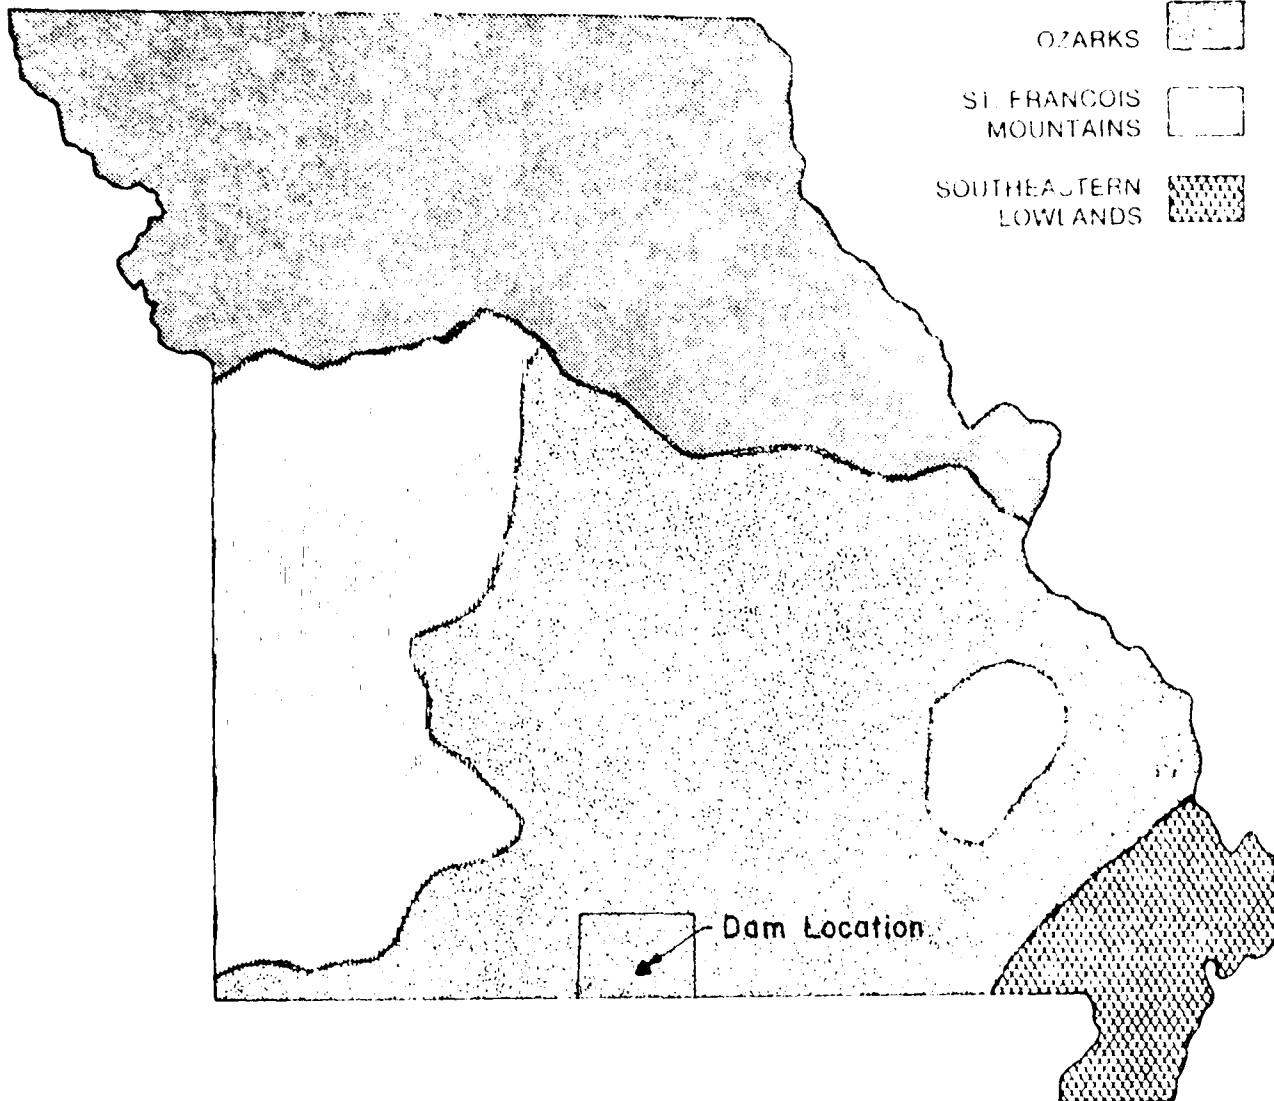 OZARKS
ST. FRANCOIS
MOUNTAINS
SOUTHEASTERN
LOWLANDS
Dam Location